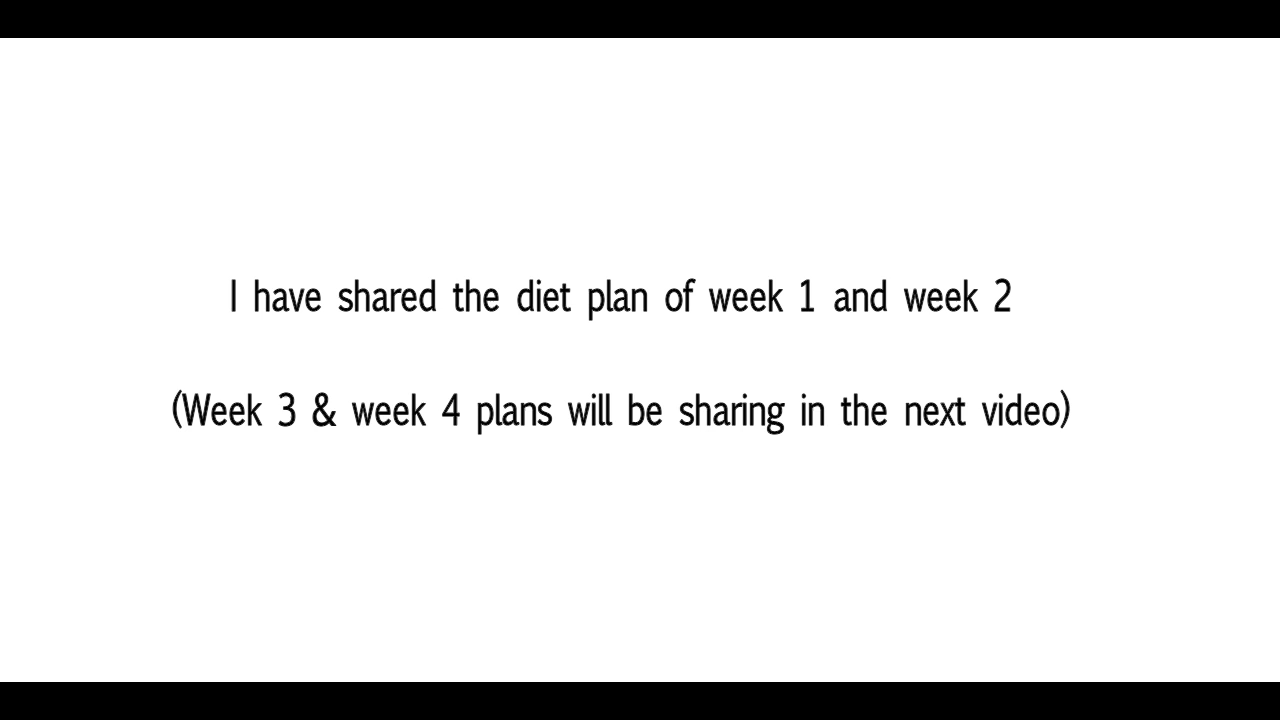 I have shared the diet plan of week 1 and week 2
(Week 3 & week 4 plans will be sharing in the next video)